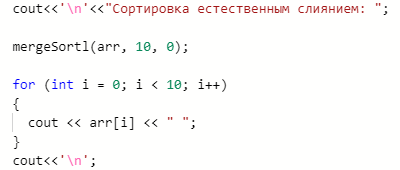 cout<<'\n'<<"Сортировка естественным слиянием: ";
mergeSortl(arr, 10, 0);
for (int i = 0; i < 10; i++)
{
cout << arr[i] << " ";
}
cout<<'\n';